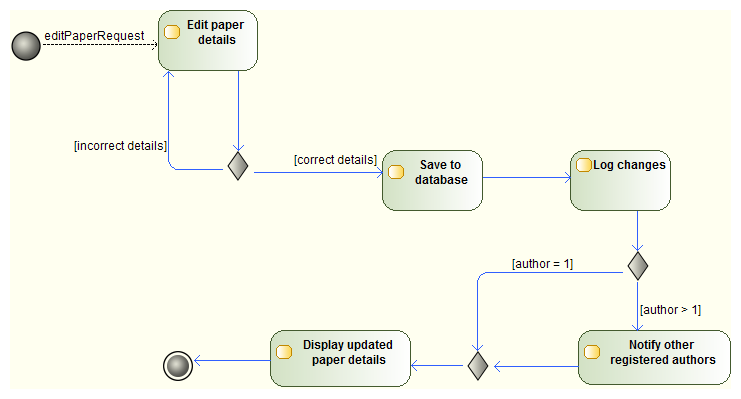 editPaperRequest
Edit paper
details
[incorrect details]
[correct details]
Save to
database
Log changes
[author = 1]
[author > 1]
Display updated
paper details
Notify other
registered authors